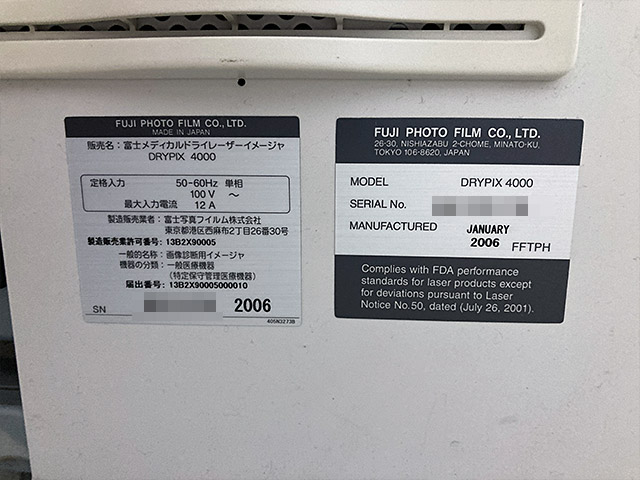 FUJI PHOTO FILM CO., LTD.
MADE IN JAPAN
販売名：富士メディカルドライレーザーイメージャ
DRYPIX 4000
定格入力 50-60Hz 単相
100 V ～
最大入力電流 12 A
製造販売業者：富士写真フイルム株式会社
東京都港区西麻布2丁目26番30号
製造販売業許可番号：13B2X90005
一般的名称：画像診断用イメージャ
機器の分類：一般医療機器
（特定保守管理医療機器）
届出番号：13B2X90005000010
SN 2006
405N3273B
FUJI PHOTO FILM CO., LTD.
26-30, NISHIAZABU 2-CHOME, MINATO-KU,
TOKYO 106-8620, JAPAN
MODEL DRYPIX 4000
SERIAL No.
MANUFACTURED JANUARY
2006 FFTPH
Complies with FDA performance
standards for laser products except
for deviations pursuant to Laser
Notice No.50, dated (July 26, 2001).